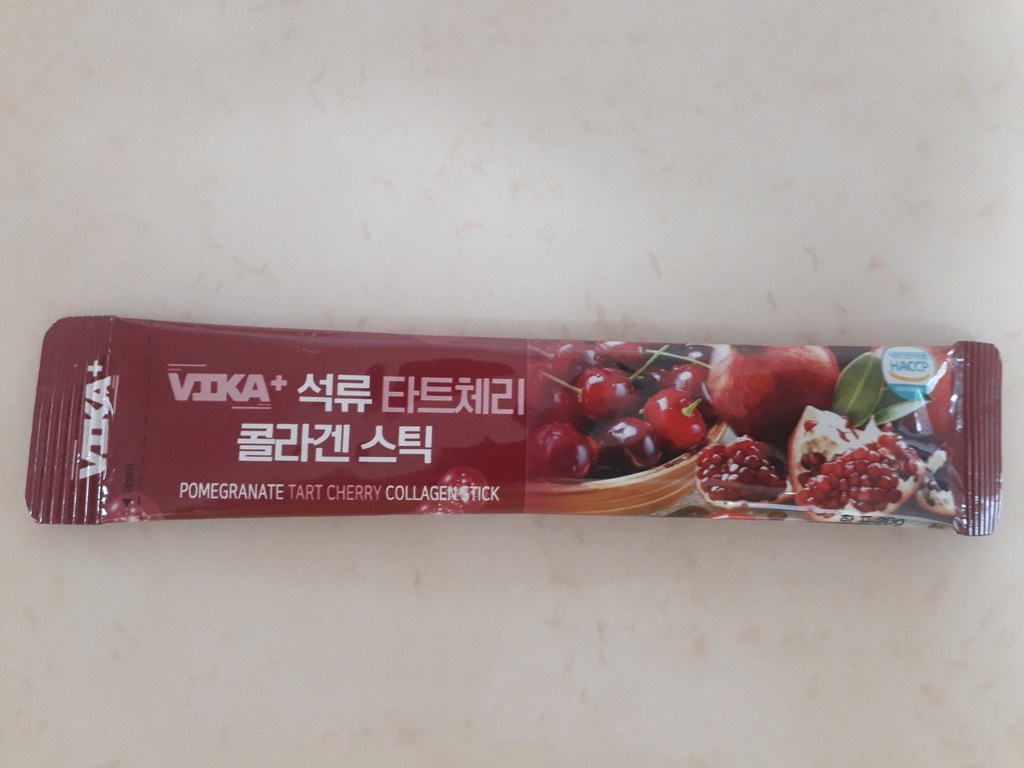 VIKA+
VIKA+ 석류 타트체리
콜라겐 스틱
POMEGRANATE TART CHERRY COLLAGEN STICK
HACCP